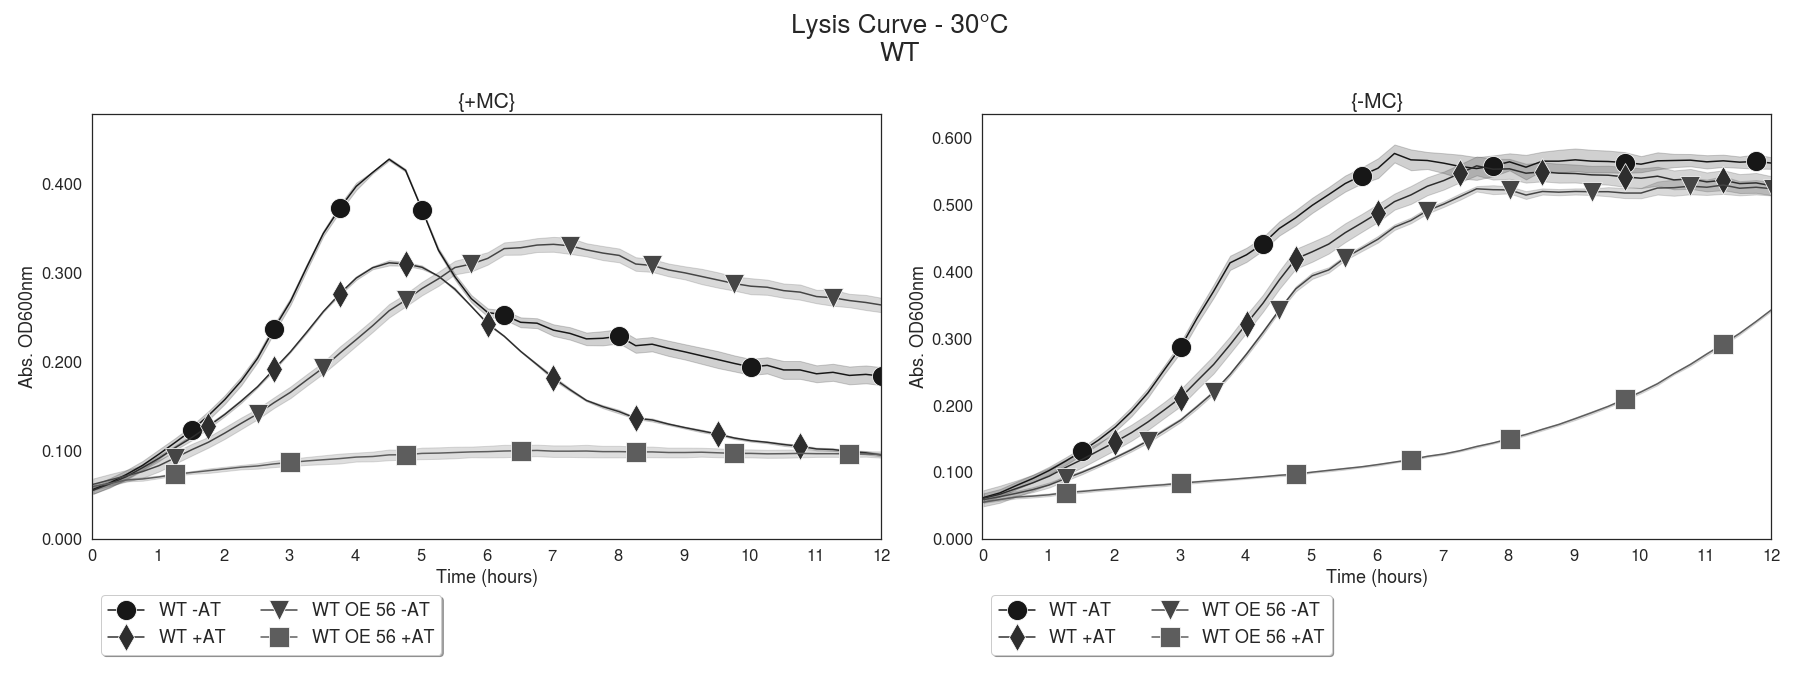 Lysis Curve - 30°C
WT
{+MC}
Abs. OD600nm
0.400
0.300
0.200
0.100
0.000
0 1 2 3 4 5 6 7 8 9 10 11 12
Time (hours)
WT -AT WT OE 56 -AT
WT +AT WT OE 56 +AT
{-MC}
Abs. OD600nm
0.600
0.500
0.400
0.300
0.200
0.100
0.000
0 1 2 3 4 5 6 7 8 9 10 11 12
Time (hours)
WT -AT WT OE 56 -AT
WT +AT WT OE 56 +AT